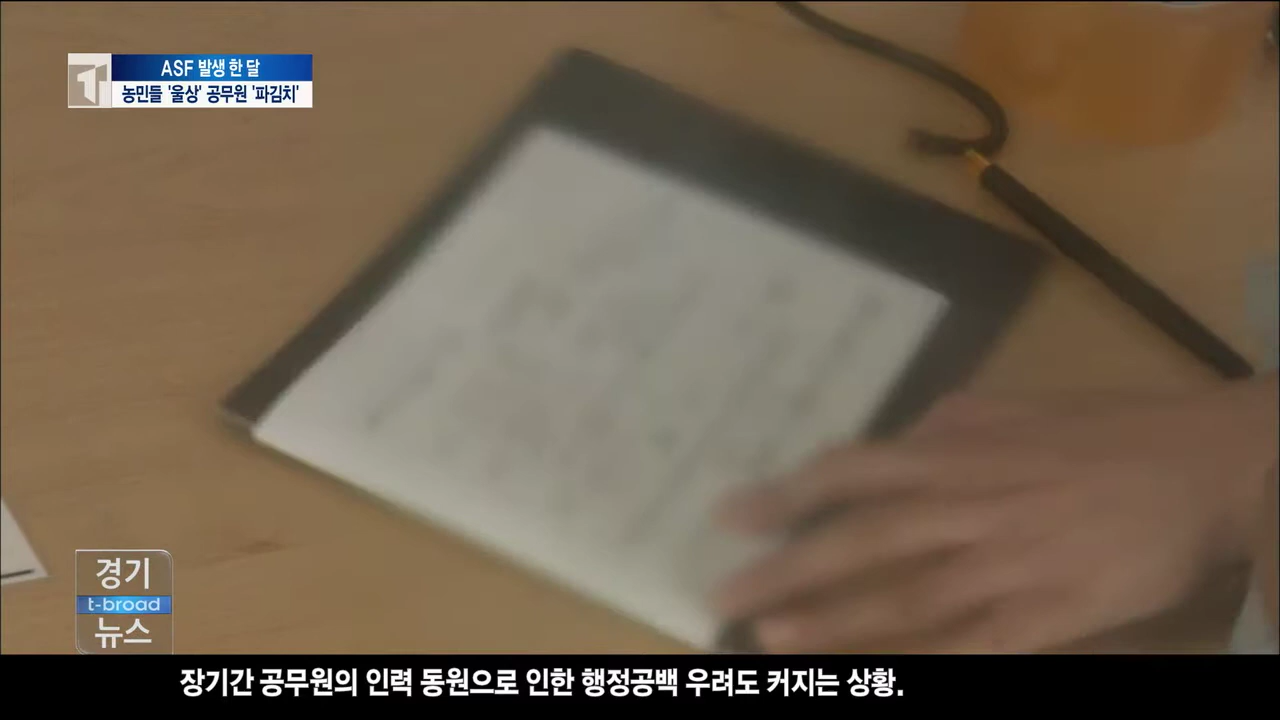 ASF 발생 한 달
농민들 '울상' 공무원 '파김치'
경기
t-broad
뉴스
장기간 공무원의 인력 동원으로 인한 행정공백 우려도 커지는 상황.